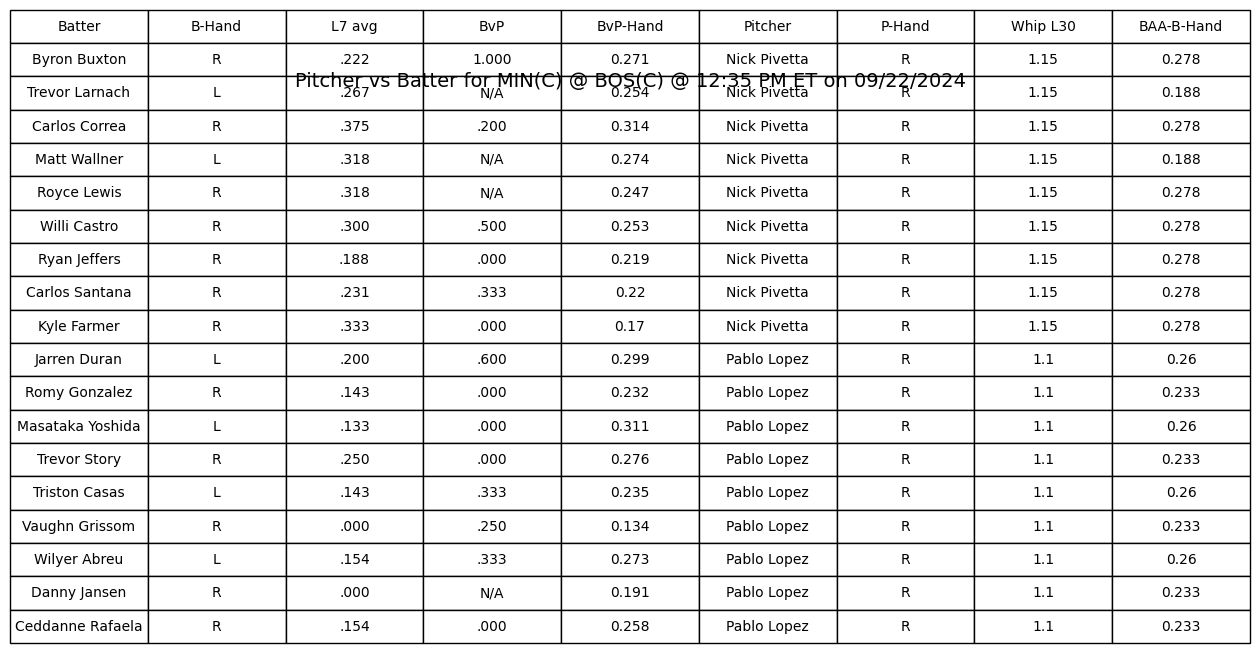 Batter B-Hand L7 avg BvP BvP-Hand Pitcher P-Hand Whip L30 BAA-B-Hand
Byron Buxton R .222 1.000 0.271 Nick Pivetta R 1.15 0.278
Pitcher vs Batter for MIN(C) @ BOS(C) @ 12:35 PM ET on 09/22/2024
Trevor Larnach L .267 N/A 0.254 Nick Pivetta R 1.15 0.188
Carlos Correa R .375 .200 0.314 Nick Pivetta R 1.15 0.278
Matt Wallner L .318 N/A 0.274 Nick Pivetta R 1.15 0.188
Royce Lewis R .318 N/A 0.247 Nick Pivetta R 1.15 0.278
Willi Castro R .300 .500 0.253 Nick Pivetta R 1.15 0.278
Ryan Jeffers R .188 .000 0.219 Nick Pivetta R 1.15 0.278
Carlos Santana R .231 .333 0.22 Nick Pivetta R 1.15 0.278
Kyle Farmer R .333 .000 0.17 Nick Pivetta R 1.15 0.278
Jarren Duran L .200 .600 0.299 Pablo Lopez R 1.1 0.26
Romy Gonzalez R .143 .000 0.232 Pablo Lopez R 1.1 0.233
Masataka Yoshida L .133 .000 0.311 Pablo Lopez R 1.1 0.26
Trevor Story R .250 .000 0.276 Pablo Lopez R 1.1 0.233
Triston Casas L .143 .333 0.235 Pablo Lopez R 1.1 0.26
Vaughn Grissom R .000 .250 0.134 Pablo Lopez R 1.1 0.233
Wilyer Abreu L .154 .333 0.273 Pablo Lopez R 1.1 0.26
Danny Jansen R .000 N/A 0.191 Pablo Lopez R 1.1 0.233
Ceddanne Rafaela R .154 .000 0.258 Pablo Lopez R 1.1 0.233